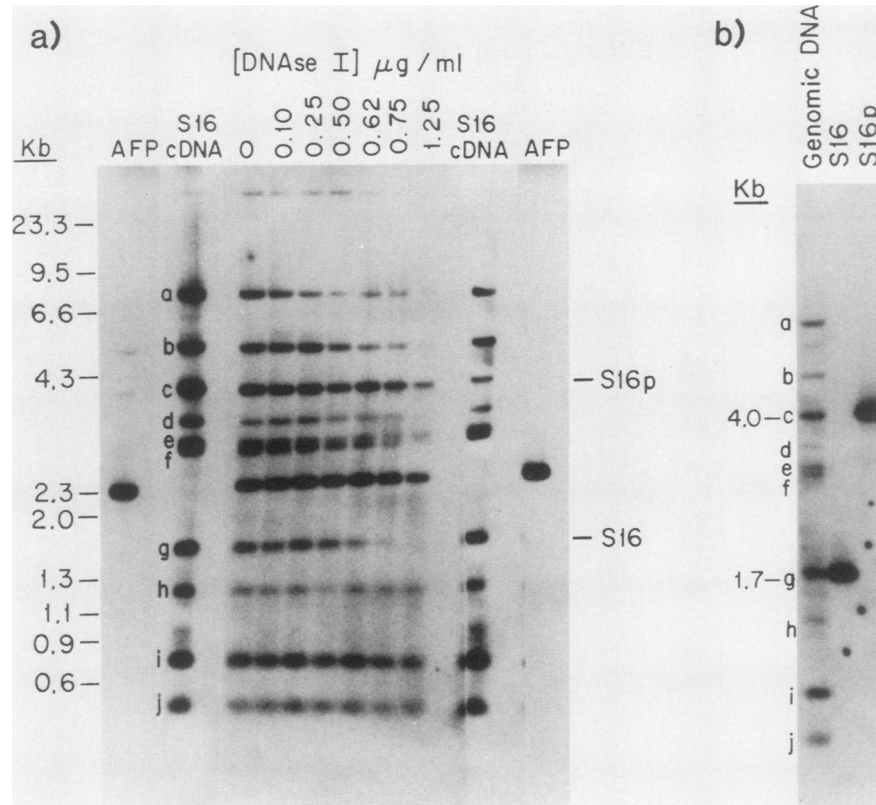 a)
[DNAse I] μg/ml
Kb AFP S16 cDNA 0 0.10 0.25 0.50 0.62 0.75 1.25 S16 cDNA AFP
23.3
9.5
a
6.6
b
4.3
c
S16p
d
e
f
2.3
2.0
g
S16
1.3
h
1.1
0.9
i
0.6
j
b)
Genomic DNA S16 S16p
Kb
a
b
4.0 c
d
e
f
1.7 g
h
i
j